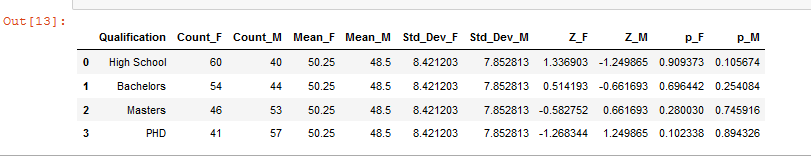 Out[13]:
Qualification Count_F Count_M Mean_F Mean_M Std_Dev_F Std_Dev_M Z_F Z_M p_F p_M
0 High School 60 40 50.25 48.5 8.421203 7.852813 1.336903 -1.249865 0.909373 0.105674
1 Bachelors 54 44 50.25 48.5 8.421203 7.852813 0.514193 -0.661693 0.696442 0.254084
2 Masters 46 53 50.25 48.5 8.421203 7.852813 -0.582752 0.661693 0.280030 0.745916
3 PHD 41 57 50.25 48.5 8.421203 7.852813 -1.268344 1.249865 0.102338 0.894326